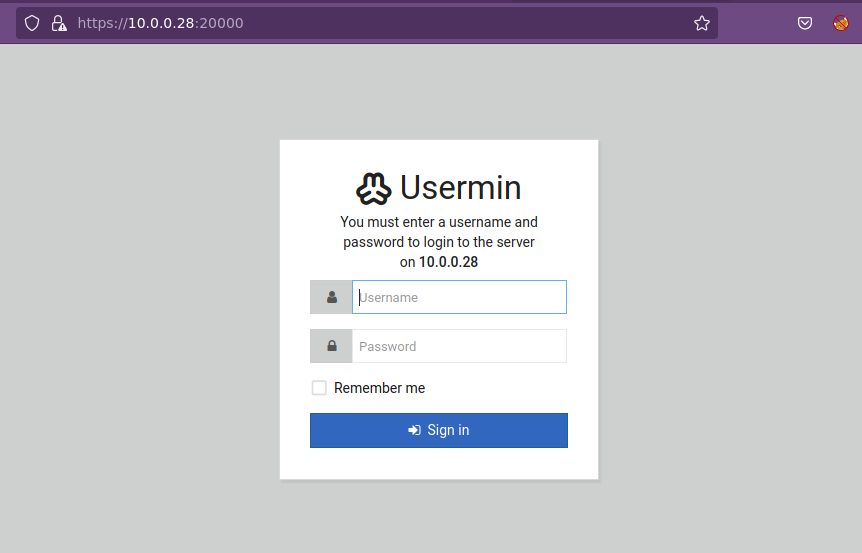 https://10.0.0.28:20000
Usermin
You must enter a username and
password to login to the server
on 10.0.0.28
Username
Password
Remember me
Sign in